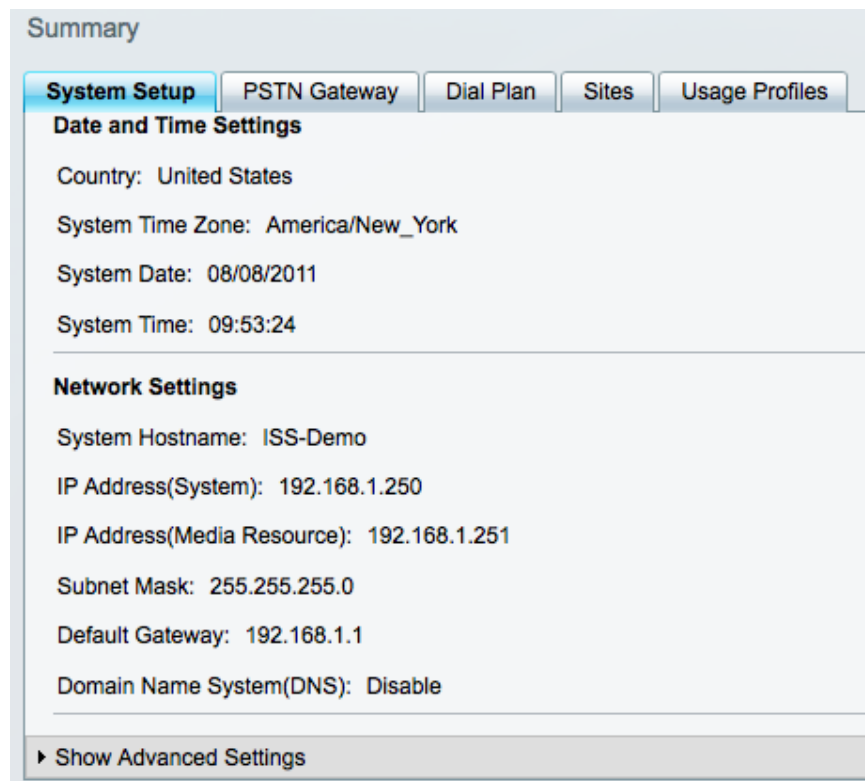 Summary
System Setup PSTN Gateway Dial Plan Sites Usage Profiles
Date and Time Settings
Country: United States
System Time Zone: America/New_York
System Date: 08/08/2011
System Time: 09:53:24
Network Settings
System Hostname: ISS-Demo
IP Address(System): 192.168.1.250
IP Address(Media Resource): 192.168.1.251
Subnet Mask: 255.255.255.0
Default Gateway: 192.168.1.1
Domain Name System(DNS): Disable
Show Advanced Settings